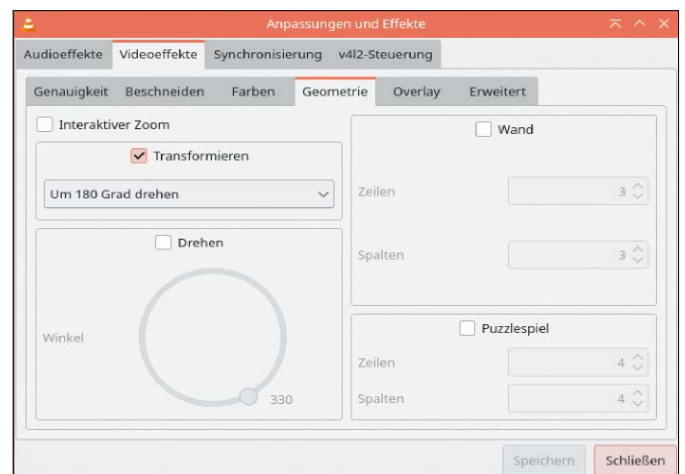 Anpassungen und Effekte
Audioeffekte Videoeffekte Synchronisierung v4l2-Steuerung
Genauigkeit Beschneiden Farben Geometrie Overlay Erweitert
Interaktiver Zoom
Transformieren
Um 180 Grad drehen
Drehen
Winkel
330
Wand
Zeilen 3
Spalten 3
Puzzlespiel
Zeilen 4
Spalten 4
Speichern Schließen